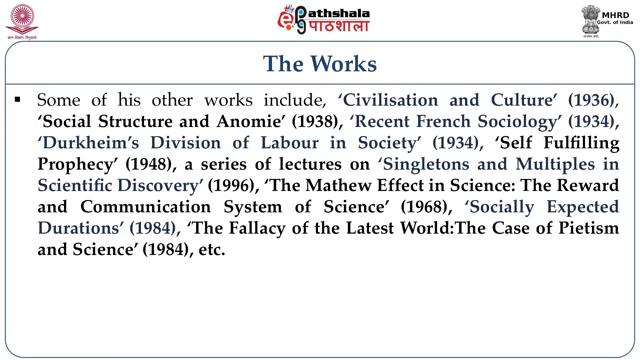 Pathshala
पाठशाला
MHRD
Govt. of India
The Works
▪ Some of his other works include, ‘Civilisation and Culture’ (1936),
‘Social Structure and Anomie’ (1938), ‘Recent French Sociology’ (1934),
‘Durkheim’s Division of Labour in Society’ (1934), ‘Self Fulfilling
Prophecy’ (1948), a series of lectures on ‘Singletons and Multiples in
Scientific Discovery’ (1996), ‘The Mathew Effect in Science: The Reward
and Communication System of Science’ (1968), ‘Socially Expected
Durations’ (1984), ‘The Fallacy of the Latest World:The Case of Pietism
and Science’ (1984), etc.